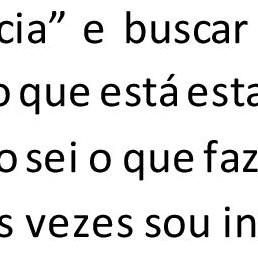 cia” e buscar
o que está esta
o sei o que faz
s vezes sou in